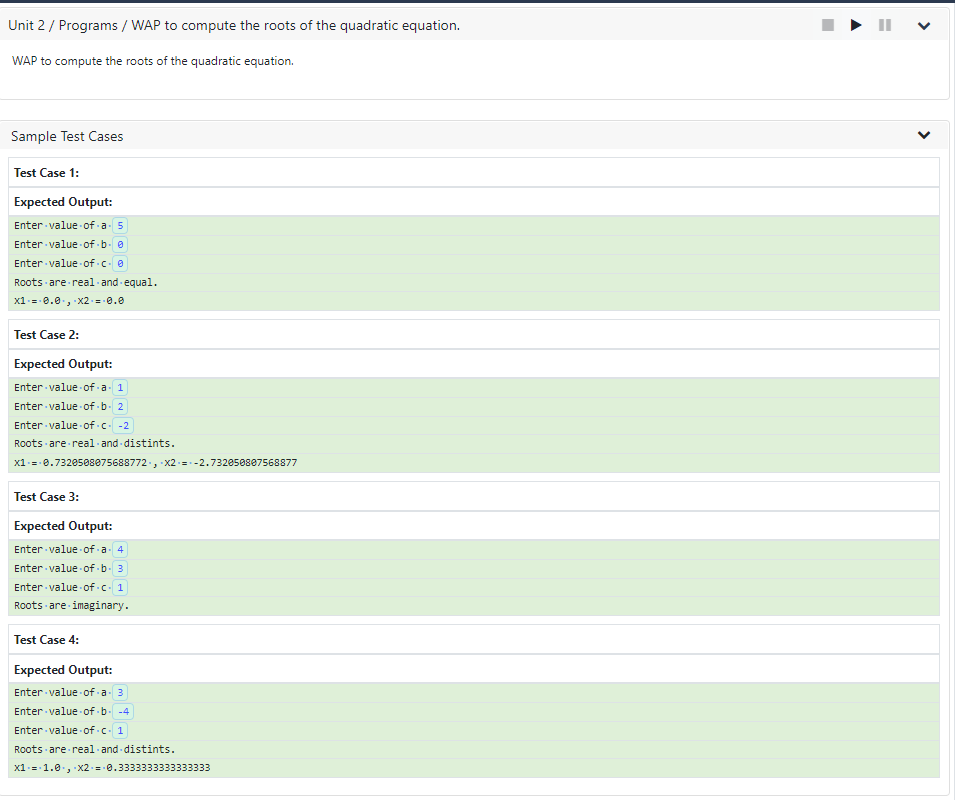 Unit 2 / Programs / WAP to compute the roots of the quadratic equation.
WAP to compute the roots of the quadratic equation.
Sample Test Cases
Test Case 1:
Expected Output:
Enter·value·of·a· 5
Enter·value·of·b· 0
Enter·value·of·c· 0
Roots·are·real·and·equal.
x1·=·0.0·,·x2·=·0.0
Test Case 2:
Expected Output:
Enter·value·of·a· 1
Enter·value·of·b· 2
Enter·value·of·c· -2
Roots·are·real·and·distints.
x1·=·0.7320508075688772·,·x2·=·-2.732050807568877
Test Case 3:
Expected Output:
Enter·value·of·a· 4
Enter·value·of·b· 3
Enter·value·of·c· 1
Roots·are·imaginary.
Test Case 4:
Expected Output:
Enter·value·of·a· 3
Enter·value·of·b· -4
Enter·value·of·c· 1
Roots·are·real·and·distints.
x1·=·1.0·,·x2·=·0.3333333333333333